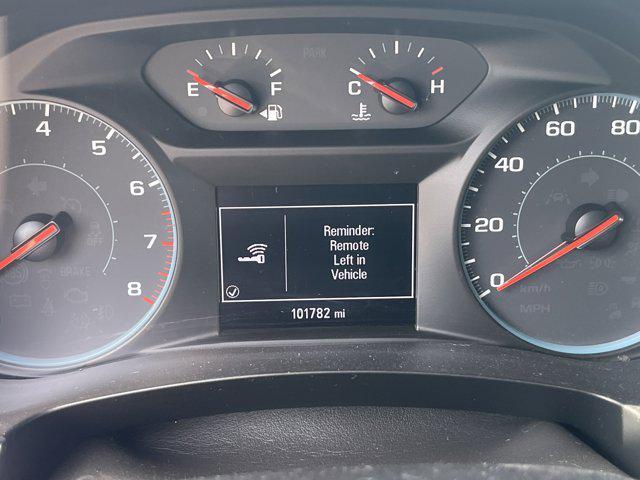 PARK
E F
C H
4
5
6
7
8
OFF
BRAKE
Reminder:
Remote
Left in
Vehicle
101782 mi
0
20
40
60
80
km/h
MPH